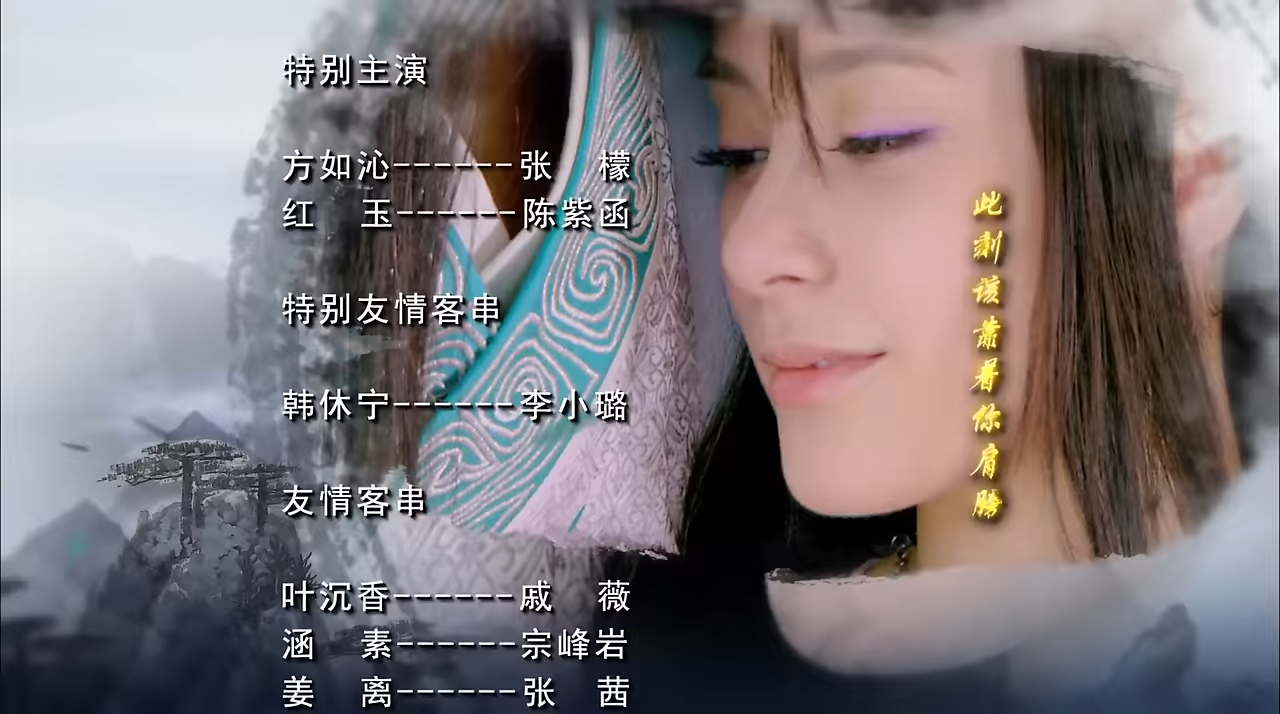 特别主演
方如沁------张 檬
红 玉------陈紫函
特别友情客串
韩休宁------李小璐
友情客串
叶沉香------戚 薇
涵 素------宗峰岩
姜 离------张 茜
此刻该靠着你肩膀